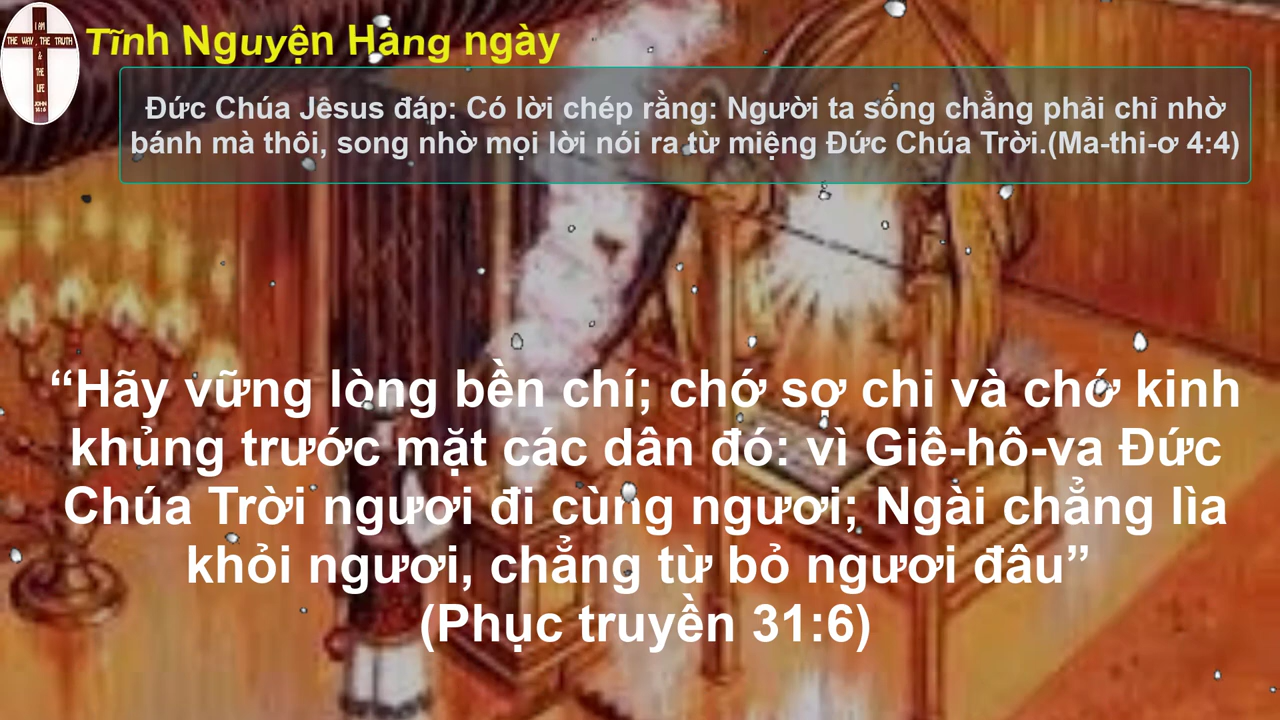 I AM
THE WAY, THE TRUTH
&
THE
LIFE
JOHN
Tĩnh Nguyện Hàng ngày
Đức Chúa Jêsus đáp: Có lời chép rằng: Người ta sống chẳng phải chỉ nhờ
bánh mà thôi, song nhờ mọi lời nói ra từ miệng Đức Chúa Trời.(Ma-thi-ơ 4:4)
“Hãy vững lòng bền chí; chớ sợ chi và chớ kinh
khủng trước mặt các dân đó: vì Giê-hô-va Đức
Chúa Trời ngươi đi cùng ngươi; Ngài chẳng lìa
khỏi ngươi, chẳng từ bỏ ngươi đâu”
(Phục truyền 31:6)